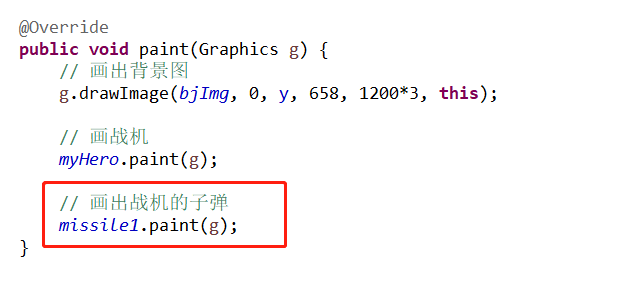 @Override
public void paint(Graphics g) {
// 画出背景图
g.drawImage(bjImg, 0, y, 658, 1200*3, this);
// 画战机
myHero.paint(g);
// 画出战机的子弹
missile1.paint(g);
}